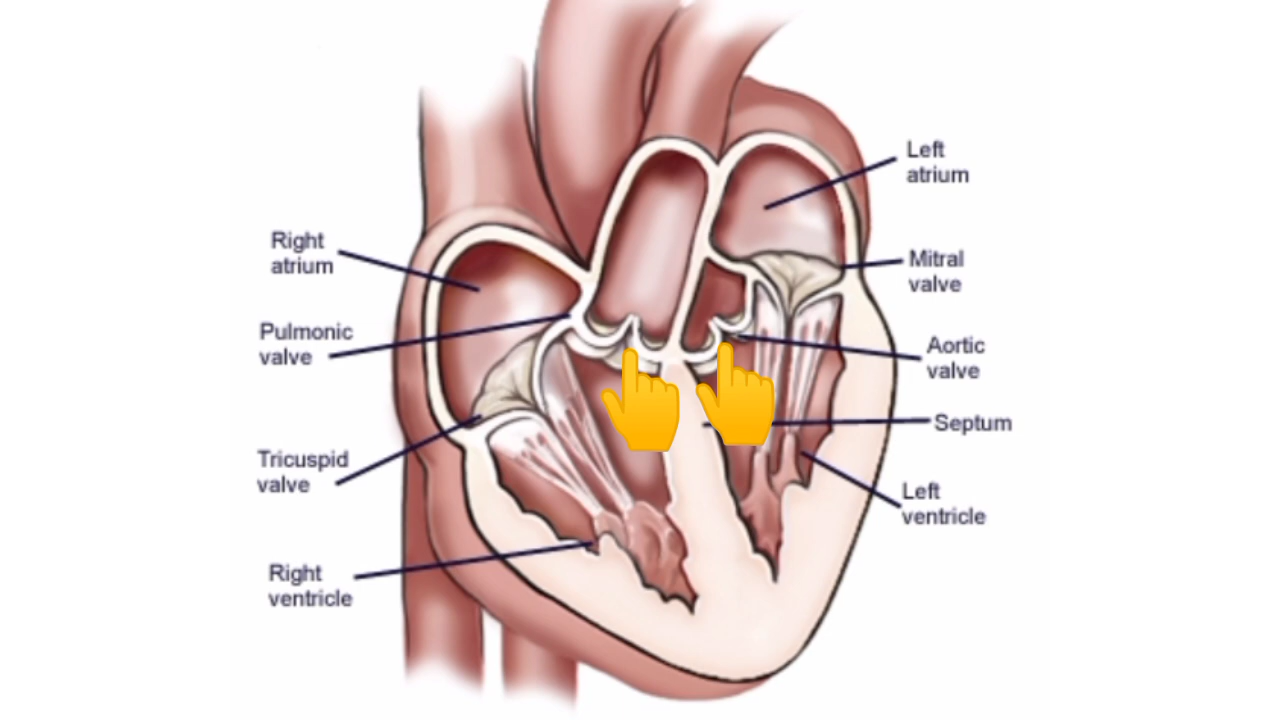 Left
atrium
Right
atrium
Mitral
valve
Pulmonic
valve
Aortic
valve
Septum
Tricuspid
valve
Left
ventricle
Right
ventricle